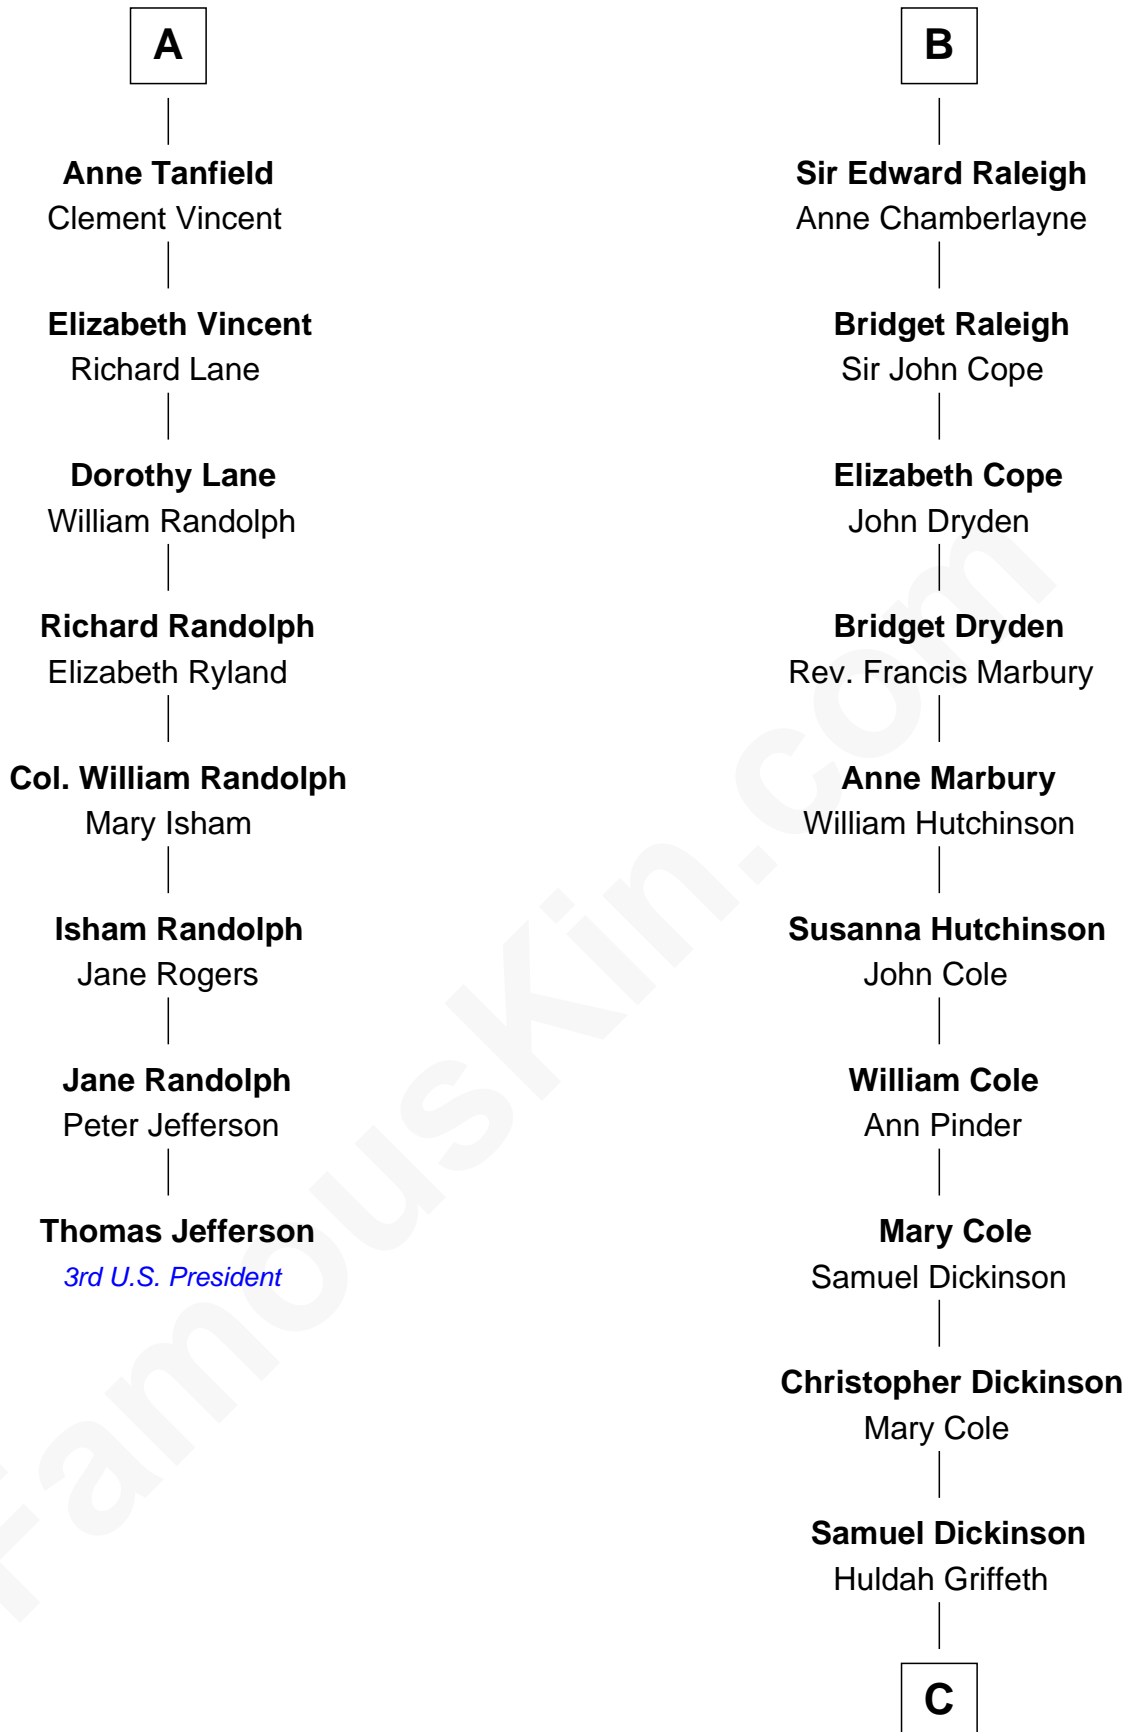 A
Anne Tanfield
Clement Vincent
Elizabeth Vincent
Richard Lane
Dorothy Lane
William Randolph
Richard Randolph
Elizabeth Ryland
Col. William Randolph
Mary Isham
Isham Randolph
Jane Rogers
Jane Randolph
Peter Jefferson
Thomas Jefferson
3rd U.S. President
B
Sir Edward Raleigh
Anne Chamberlayne
Bridget Raleigh
Sir John Cope
Elizabeth Cope
John Dryden
Bridget Dryden
Rev. Francis Marbury
Anne Marbury
William Hutchinson
Susanna Hutchinson
John Cole
William Cole
Ann Pinder
Mary Cole
Samuel Dickinson
Christopher Dickinson
Mary Cole
Samuel Dickinson
Huldah Griffeth
C
FamousKin.com